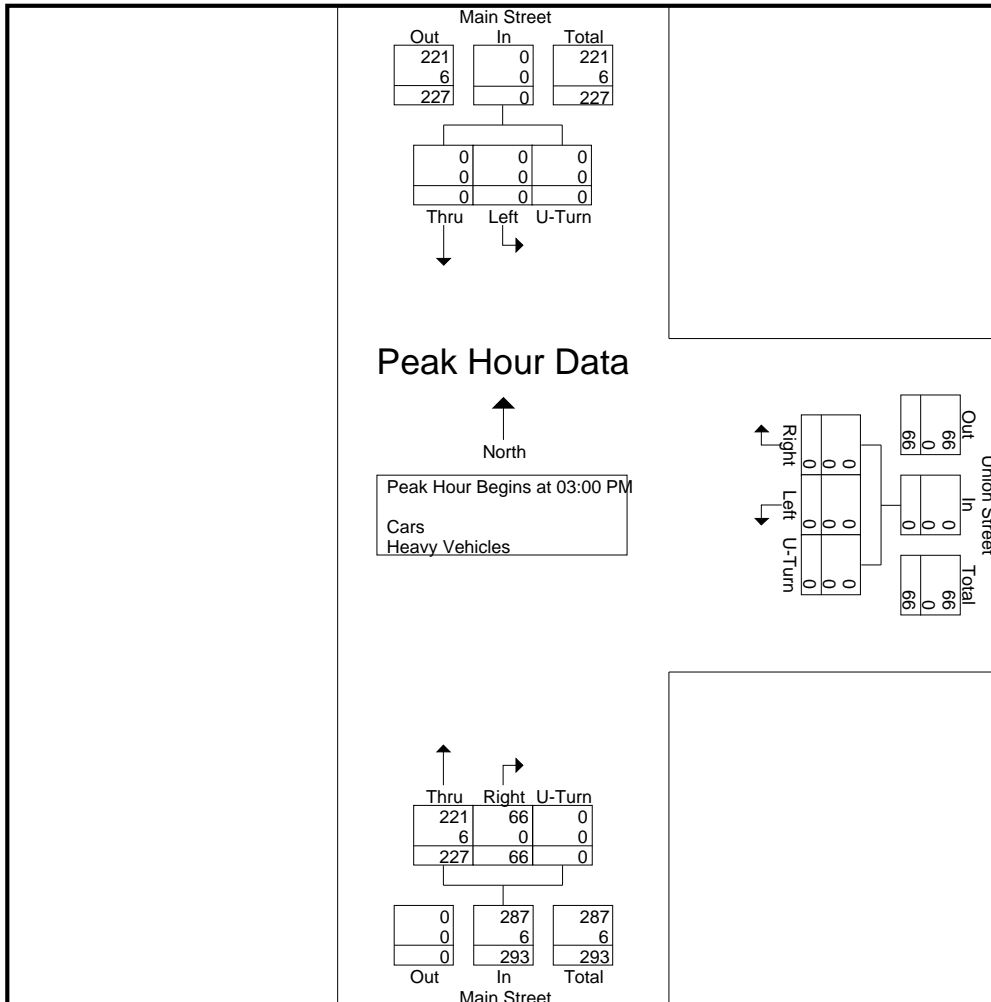 Main Street
Out In Total
221 0 221
6 0 6
227 0 227
0 0 0
0 0 0
0 0 0
Thru Left U-Turn
Peak Hour Data
North
Peak Hour Begins at 03:00 PM
Cars
Heavy Vehicles
Union Street
Out In Total
66 0 66
0 0 0
66 0 66
0 0 0
0 0 0
0 0 0
Right Left U-Turn
Thru Right U-Turn
221 66 0
6 0 0
227 66 0
0 287 287
0 6 6
0 293 293
Out In Total
Main Street